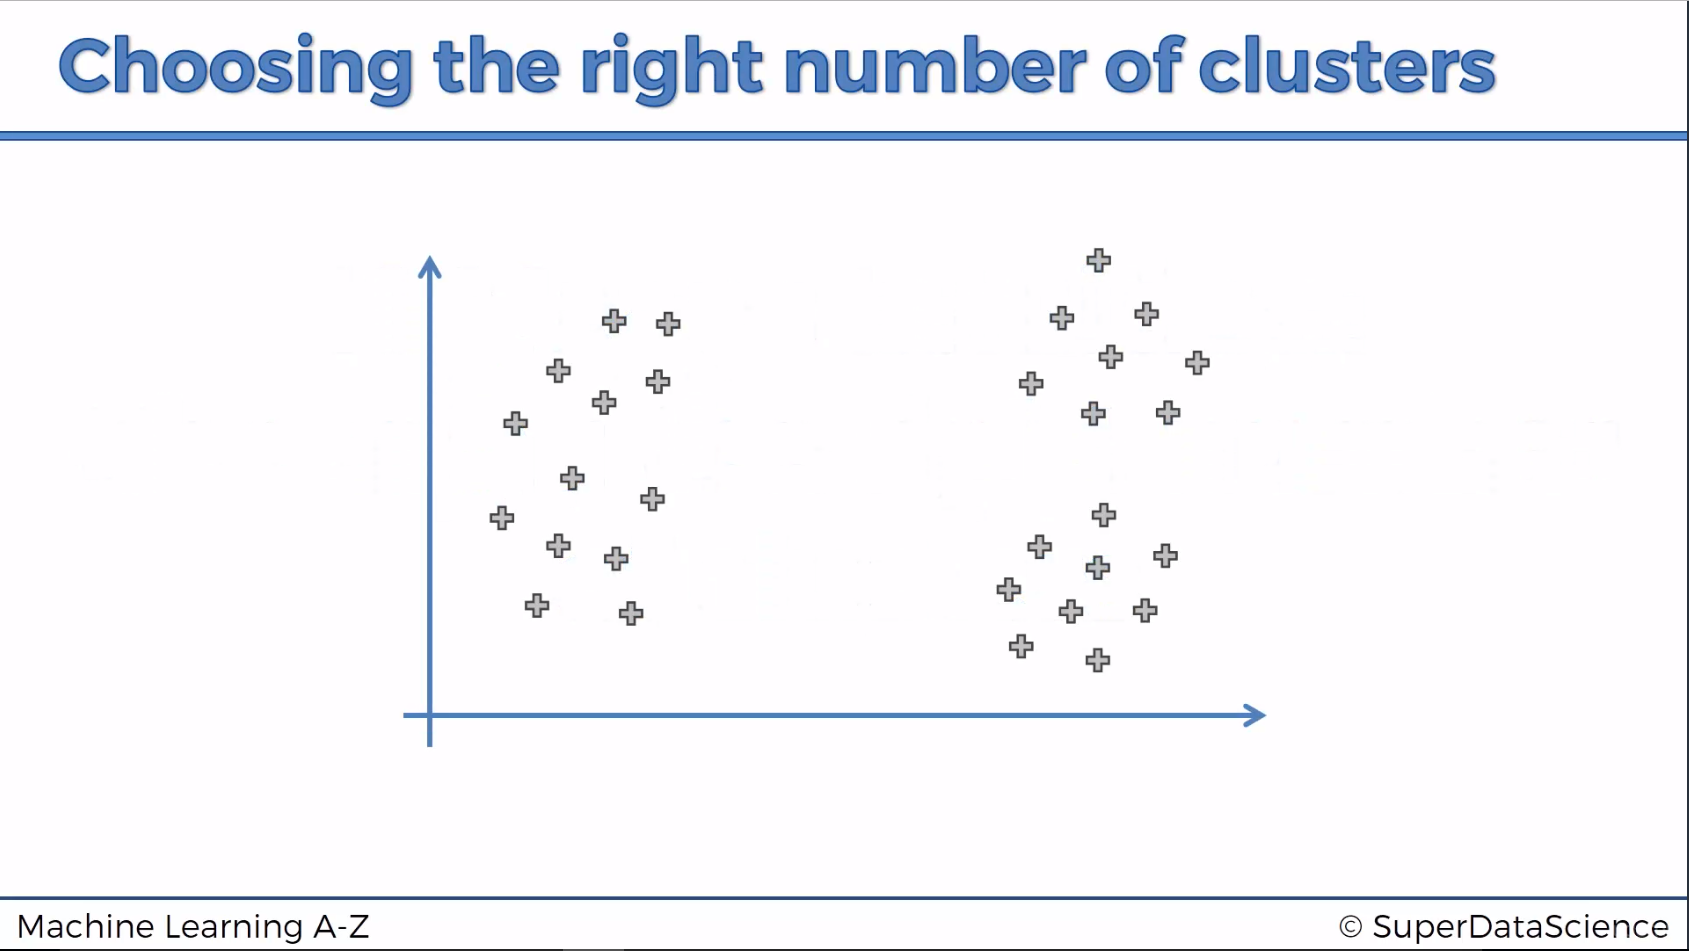 Choosing the right number of clusters
Machine Learning A-Z
© SuperDataScience